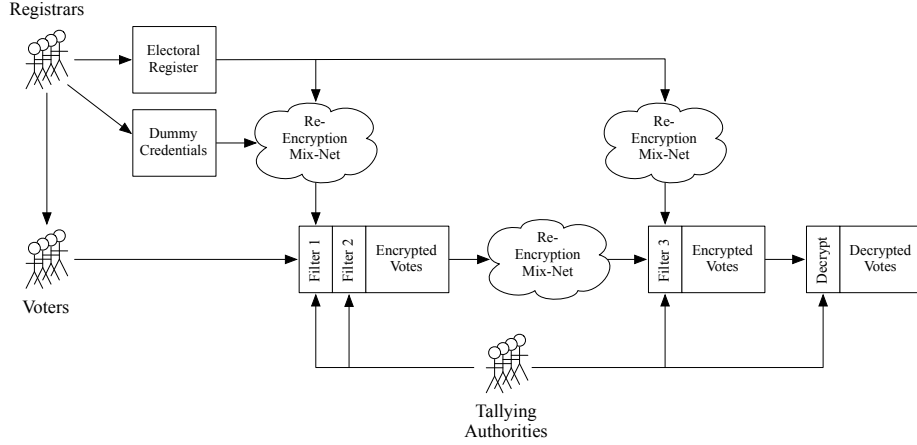 Registrars
Electoral
Register
Dummy
Credentials
Re-
Encryption
Mix-Net
Re-
Encryption
Mix-Net
Filter 1
Filter 2
Encrypted
Votes
Re-
Encryption
Mix-Net
Filter 3
Encrypted
Votes
Decrypt
Decrypted
Votes
Voters
Tallying
Authorities